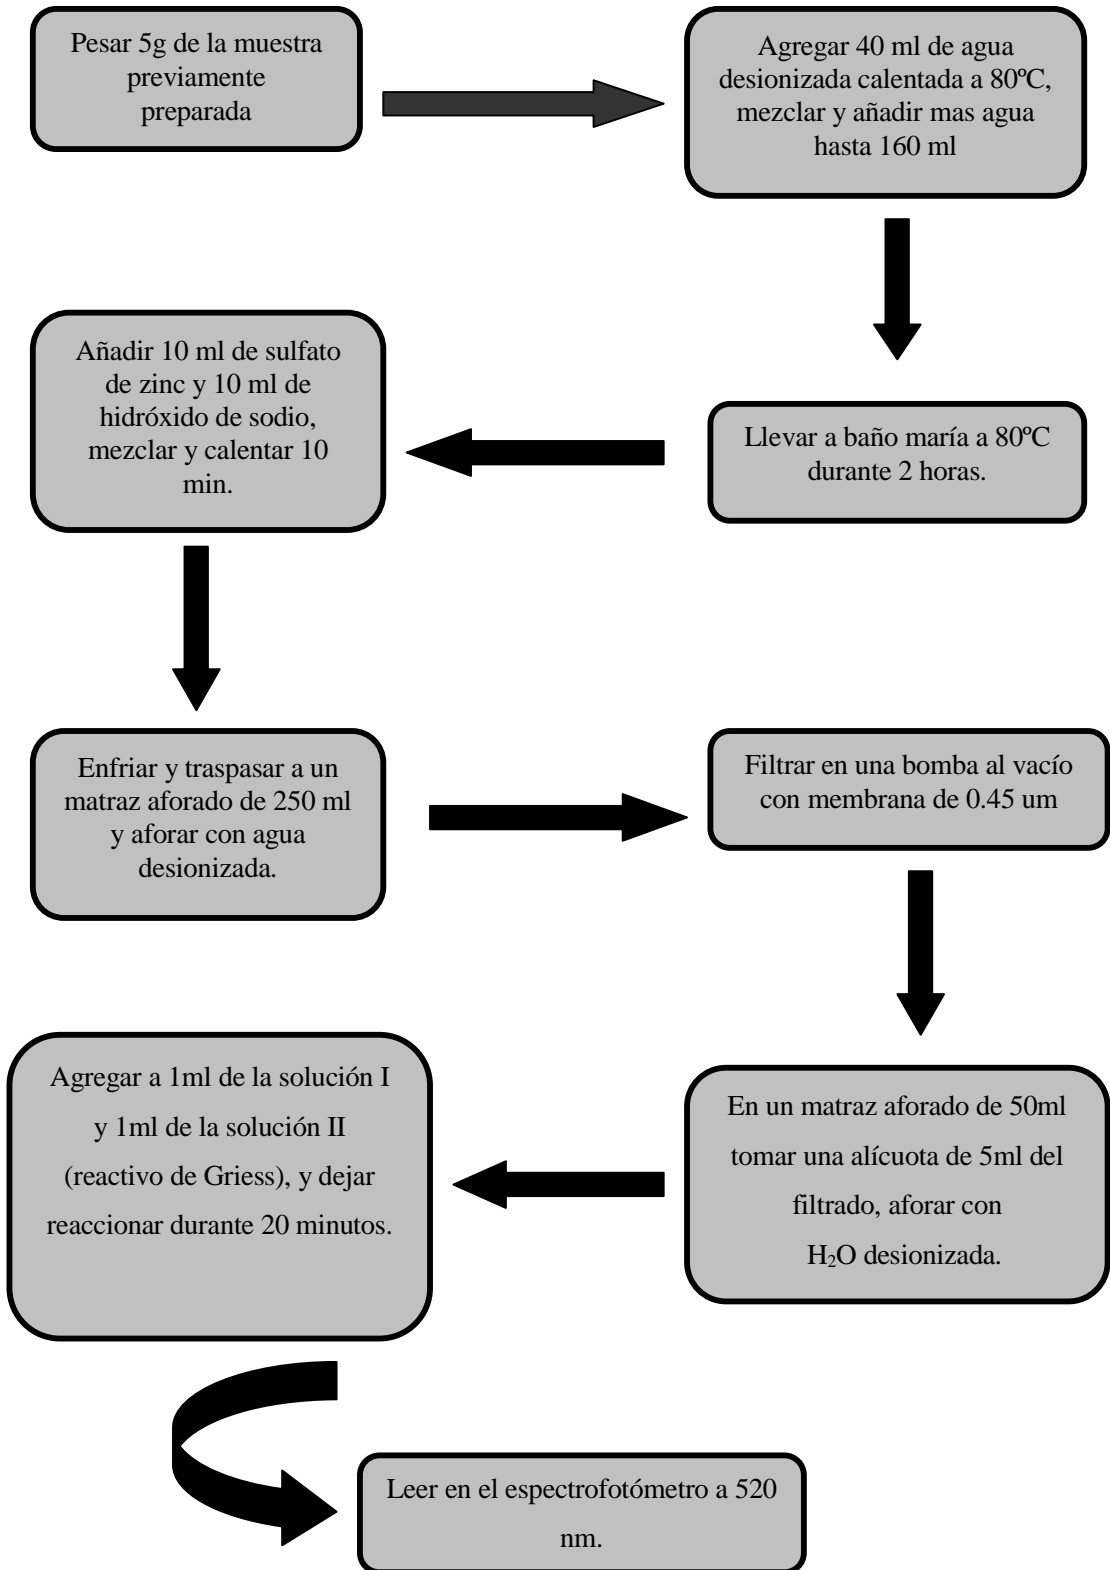 Pesar 5g de la muestra
previamente
preparada
Agregar 40 ml de agua
desionizada calentada a 80ºC,
mezclar y añadir mas agua
hasta 160 ml
Llevar a baño maría a 80ºC
durante 2 horas.
Añadir 10 ml de sulfato
de zinc y 10 ml de
hidróxido de sodio,
mezclar y calentar 10
min.
Enfriar y traspasar a un
matraz aforado de 250 ml
y aforar con agua
desionizada.
Filtrar en una bomba al vacío
con membrana de 0.45 um
En un matraz aforado de 50ml
tomar una alícuota de 5ml del
filtrado, aforar con
H₂O desionizada.
Agregar a 1ml de la solución I
y 1ml de la solución II
(reactivo de Griess), y dejar
reaccionar durante 20 minutos.
Leer en el espectrofotómetro a 520
nm.